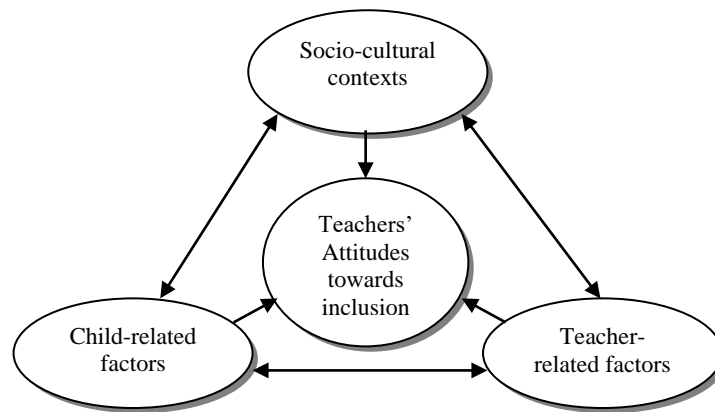 Socio-cultural
contexts
Teachers’
Attitudes
towards
inclusion
Child-related
factors
Teacher-
related factors